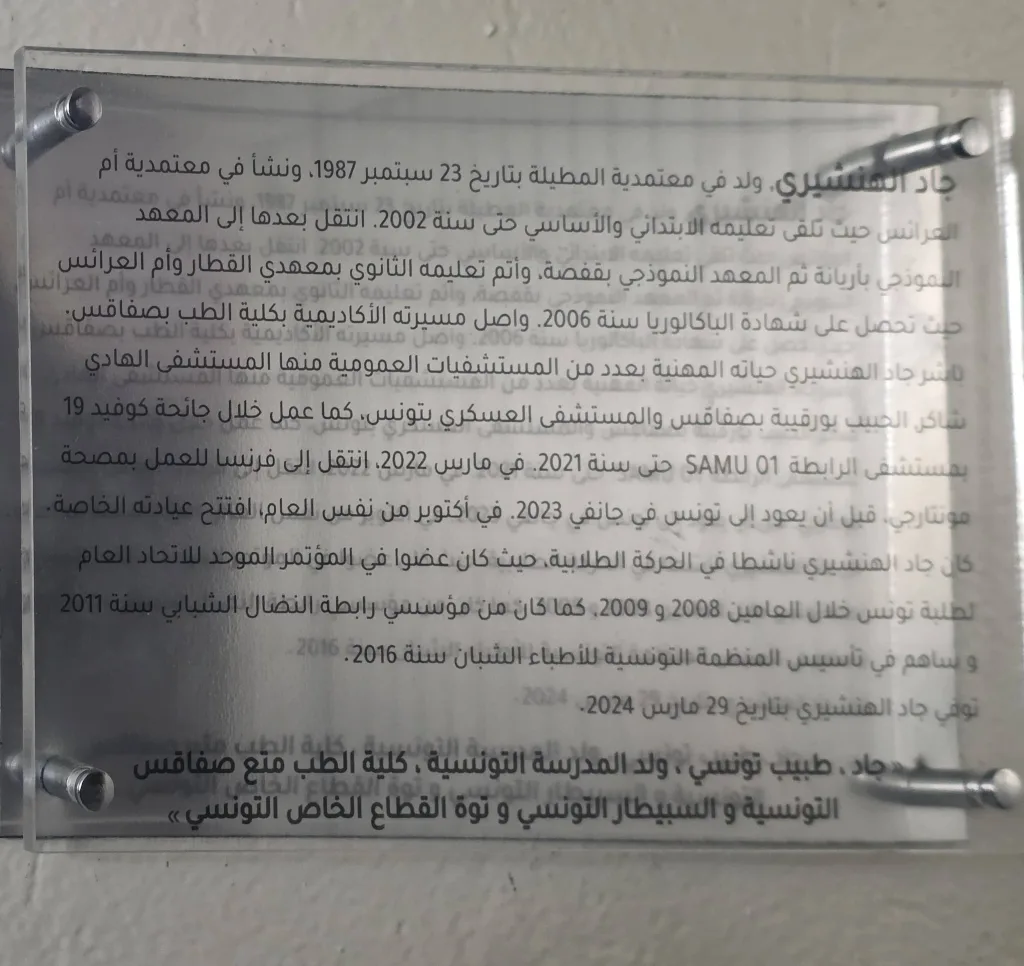 جاد الهنشيري، ولد في معتمدية المظيلة بتاريخ 23 سبتمبر 1987، ونشأ في معتمدية أم
العرائس حيث تلقى تعليمه الابتدائي والأساسي حتى سنة 2002. انتقل بعدها إلى المعهد
النموذجي بأريانة ثم المعهد النموذجي بقفصة، وأتم تعليمه الثانوي بمعهدي القطار وأم العرائس
حيث تحصل على شهادة الباكالوريا سنة 2006. واصل مسيرته الأكاديمية بكلية الطب بصفاقس.
باشر جاد الهنشيري حياته المهنية بعدد من المستشفيات العمومية منها المستشفى الهادي
شاكر، الحبيب بورقيبة بصفاقس والمستشفى العسكري بتونس، كما عمل خلال جائحة كوفيد 19
بمستشفى الرابطة SAMU 01 حتى سنة 2021. في مارس 2022، انتقل إلى فرنسا للعمل بمصحة
مونتارجي، قبل أن يعود إلى تونس في جانفي 2023. في أكتوبر من نفس العام، افتتح عيادته الخاصة.
كان جاد الهنشيري ناشطا في الحركة الطلابية، حيث كان عضوا في المؤتمر الموحد للاتحاد العام
لطلبة تونس خلال العامين 2008 و 2009، كما كان من مؤسسي رابطة النضال الشبابي سنة 2011
و ساهم في تأسيس المنظمة التونسية للأطباء الشبان سنة 2016.
توفي جاد الهنشيري بتاريخ 29 مارس 2024.
« جاد ، طبيب تونسي ، ولد المدرسة التونسية ، كلية الطب متع صفاقس
التونسية و السبيطار التونسي و توة القطاع الخاص التونسي »